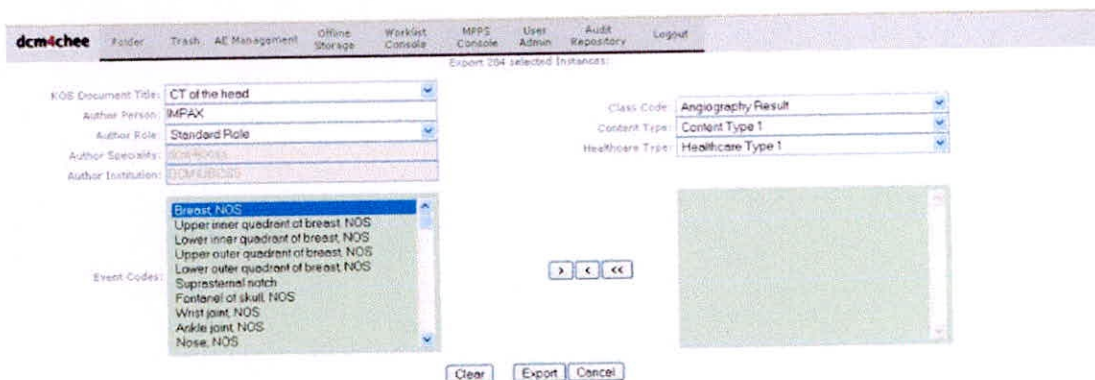 dcm4chee Folder Trash AE Management Offline Storage Worklist Console MPPS Console User Admin Audit Repository Logout
Export 284 selected Instances:
KOS Document Title: CT of the head
Author Person: IMPAX
Author Role: Standard Role
Author Speciality:
Author Institution:
Class Code: Angiography Result
Content Type: Content Type 1
Healthcare Type: Healthcare Type 1
Event Codes:
Breast, NOS
Upper inner quadrant of breast, NOS
Lower inner quadrant of breast, NOS
Upper outer quadrant of breast, NOS
Lower outer quadrant of breast, NOS
Suprasternal notch
Fontanel of skull, NOS
Wrist joint, NOS
Ankle joint, NOS
Nose, NOS
> < <<
Clear Export Cancel